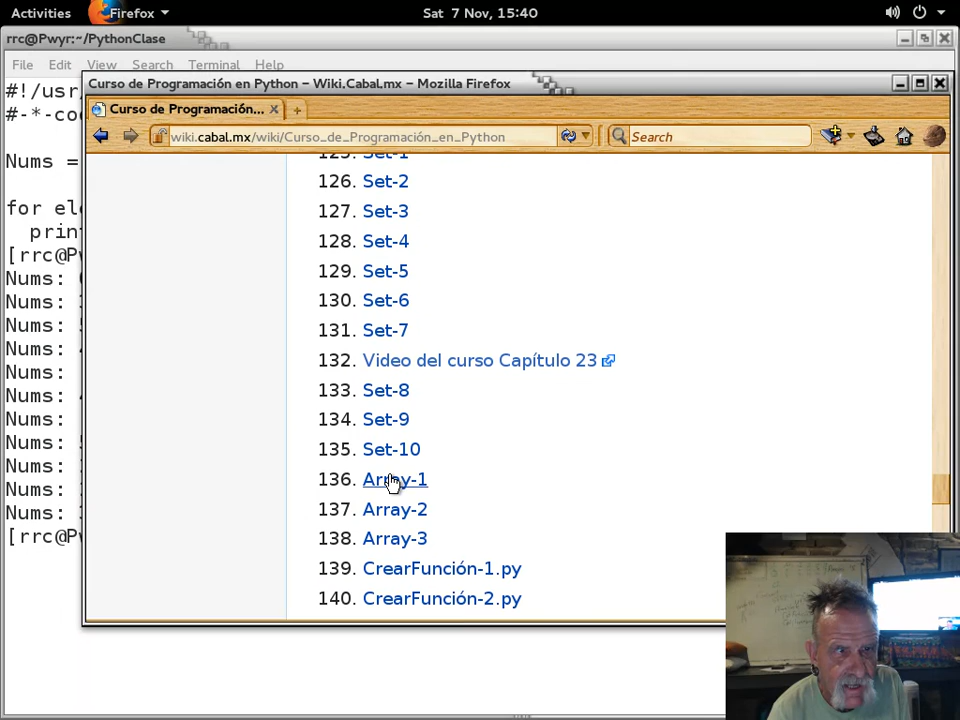 Activities Firefox Sat 7 Nov, 15:40
rrc@Pwyr:~/PythonClase
File Edit View Search Terminal Help
Curso de Programación en Python – Wiki.Cabal.mx – Mozilla Firefox
Curso de Programación...
wiki.cabal.mx/wiki/Curso_de_Programación_en_Python Search
#!/usr
#-*-co
Nums =
for ele
prin
[rrc@P
Nums:
Nums:
Nums:
Nums:
Nums:
Nums:
Nums:
Nums:
Nums:
Nums:
Nums:
[rrc@P
125. Set-1
126. Set-2
127. Set-3
128. Set-4
129. Set-5
130. Set-6
131. Set-7
132. Video del curso Capítulo 23
133. Set-8
134. Set-9
135. Set-10
136. Array-1
137. Array-2
138. Array-3
139. CrearFunción-1.py
140. CrearFunción-2.py